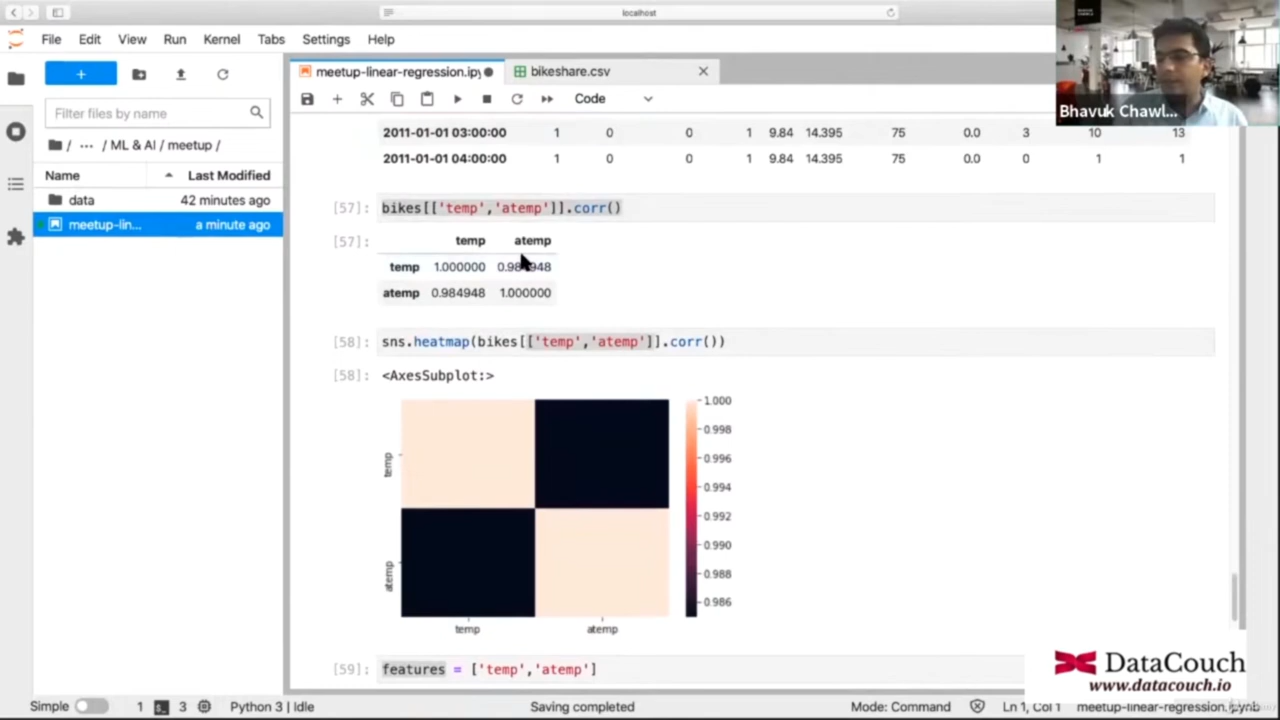 localhost
File Edit View Run Kernel Tabs Settings Help
Bhavuk Chawl...
+
Filter files by name
/ ··· / ML & AI / meetup /
Name Last Modified
data 42 minutes ago
meetup-lin... a minute ago
meetup-linear-regression.ipy
bikeshare.csv
Code
2011-01-01 03:00:00 1 0 0 1 9.84 14.395 75 0.0 3 10 13
2011-01-01 04:00:00 1 0 0 1 9.84 14.395 75 0.0 0 1 1
[57]: bikes[['temp','atemp']].corr()
[57]:
temp atemp
temp 1.000000
atemp 0.984948 1.000000
[58]: sns.heatmap(bikes[['temp','atemp']].corr())
[58]: <AxesSubplot:>
1.000
0.998
0.996
0.994
0.992
0.990
0.988
0.986
temp
atemp
temp atemp
[59]: features = ['temp','atemp']
DataCouch
www.datacouch.io
Simple 1 3 Python 3 | Idle Saving completed Mode: Command Ln 1, Col 1 meetup-linear-regression.ipynb